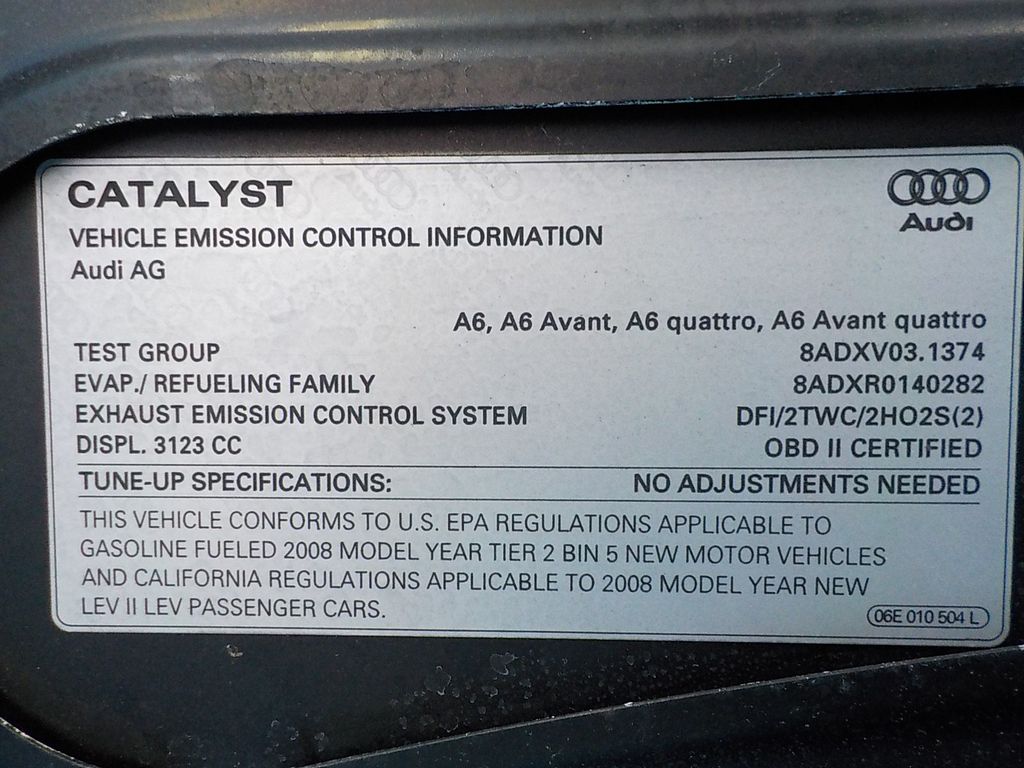 CATALYST
Audi
VEHICLE EMISSION CONTROL INFORMATION
Audi AG
A6, A6 Avant, A6 quattro, A6 Avant quattro
TEST GROUP 8ADXV03.1374
EVAP./ REFUELING FAMILY 8ADXR0140282
EXHAUST EMISSION CONTROL SYSTEM DFI/2TWC/2HO2S(2)
DISPL. 3123 CC OBD II CERTIFIED
TUNE-UP SPECIFICATIONS: NO ADJUSTMENTS NEEDED
THIS VEHICLE CONFORMS TO U.S. EPA REGULATIONS APPLICABLE TO
GASOLINE FUELED 2008 MODEL YEAR TIER 2 BIN 5 NEW MOTOR VEHICLES
AND CALIFORNIA REGULATIONS APPLICABLE TO 2008 MODEL YEAR NEW
LEV II LEV PASSENGER CARS.
06E 010 504 L